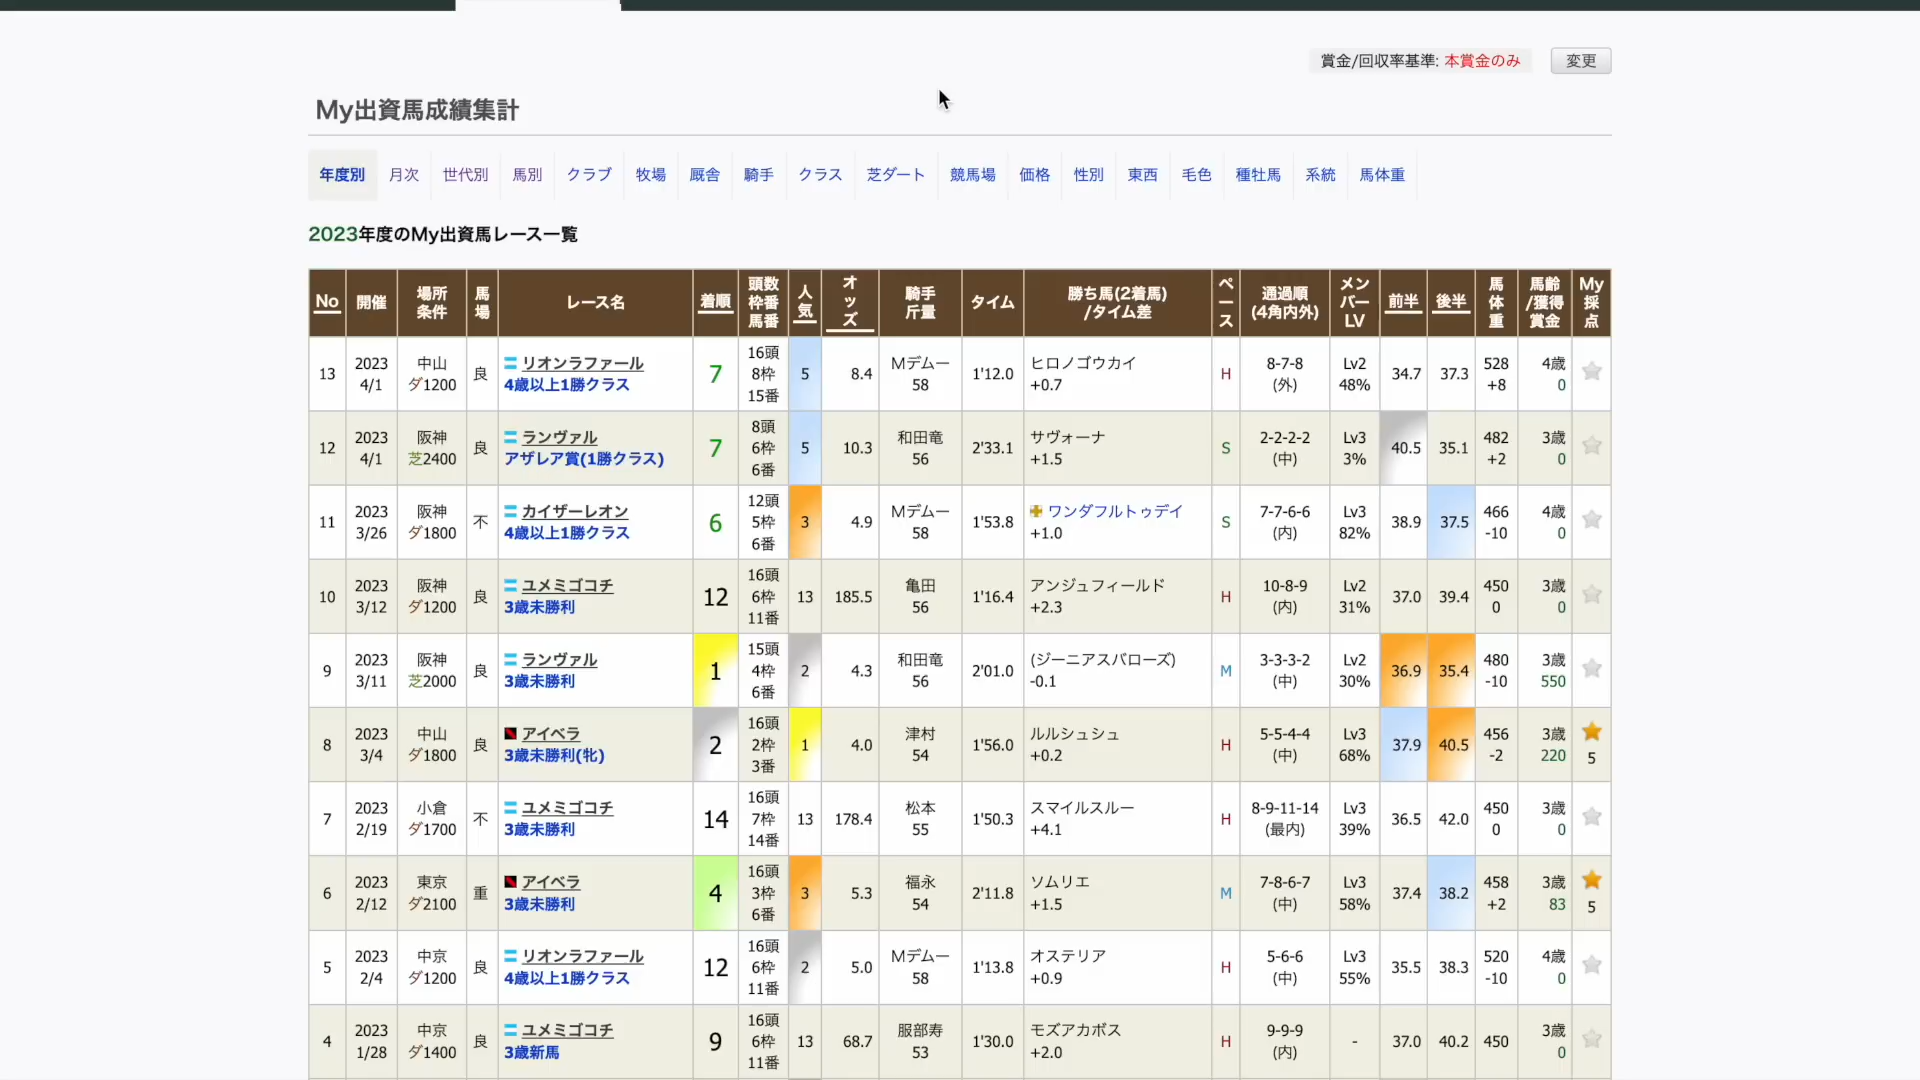 賞金/回収率基準: 本賞金のみ 変更
My出資馬成績集計
年度別 月次 世代別 馬別 クラブ 牧場 厩舎 騎手 クラス 芝ダート 競馬場 価格 性別 東西 毛色 種牡馬 系統 馬体重
2023年度のMy出資馬レース一覧
No 開催 場所条件 馬場 レース名 着順 頭数枠番馬番 人気 オッズ 騎手斤量 タイム 勝ち馬(2着馬)/タイム差 ペース 通過順(4角内外) メンバーLV 前半 後半 馬体重 馬齢/獲得賞金 My採点
13 2023 4/1 中山 ダ1200 良 リオンラファール 4歳以上1勝クラス 7 16頭 8枠 15番 5 8.4 Mデムー 58 1'12.0 ヒロノゴウカイ +0.7 H 8-7-8 (外) Lv2 48% 34.7 37.3 528 +8 4歳 0
12 2023 4/1 阪神 芝2400 良 ランヴァル アザレア賞(1勝クラス) 7 8頭 6枠 6番 5 10.3 和田竜 56 2'33.1 サヴォーナ +1.5 S 2-2-2-2 (中) Lv3 3% 40.5 35.1 482 +2 3歳 0
11 2023 3/26 阪神 ダ1800 不 カイザーレオン 4歳以上1勝クラス 6 12頭 5枠 6番 3 4.9 Mデムー 58 1'53.8 ワンダフルトゥデイ +1.0 S 7-7-6-6 (内) Lv3 82% 38.9 37.5 466 -10 4歳 0
10 2023 3/12 阪神 ダ1200 良 ユメミゴコチ 3歳未勝利 12 16頭 6枠 11番 13 185.5 亀田 56 1'16.4 アンジュフィールド +2.3 H 10-8-9 (内) Lv2 31% 37.0 39.4 450 0 3歳 0
9 2023 3/11 阪神 芝2000 良 ランヴァル 3歳未勝利 1 15頭 4枠 6番 2 4.3 和田竜 56 2'01.0 (ジーニアスバローズ) -0.1 M 3-3-3-2 (中) Lv2 30% 36.9 35.4 480 -10 3歳 550
8 2023 3/4 中山 ダ1800 良 アイベラ 3歳未勝利(牝) 2 16頭 2枠 3番 1 4.0 津村 54 1'56.0 ルルシュシュ +0.2 H 5-5-4-4 (中) Lv3 68% 37.9 40.5 456 -2 3歳 220 5
7 2023 2/19 小倉 ダ1700 不 ユメミゴコチ 3歳未勝利 14 16頭 7枠 14番 13 178.4 松本 55 1'50.3 スマイルスルー +4.1 H 8-9-11-14 (最内) Lv3 39% 36.5 42.0 450 0 3歳 0
6 2023 2/12 東京 ダ2100 重 アイベラ 3歳未勝利 4 16頭 3枠 6番 3 5.3 福永 54 2'11.8 ソムリエ +1.5 M 7-8-6-7 (中) Lv3 58% 37.4 38.2 458 +2 3歳 83 5
5 2023 2/4 中京 ダ1200 良 リオンラファール 4歳以上1勝クラス 12 16頭 6枠 11番 2 5.0 Mデムー 58 1'13.8 オステリア +0.9 H 5-6-6 (中) Lv3 55% 35.5 38.3 520 -10 4歳 0
4 2023 1/28 中京 ダ1400 良 ユメミゴコチ 3歳新馬 9 16頭 6枠 11番 13 68.7 服部寿 53 1'30.0 モズアカボス +2.0 H 9-9-9 (内) - 37.0 40.2 450 3歳 0